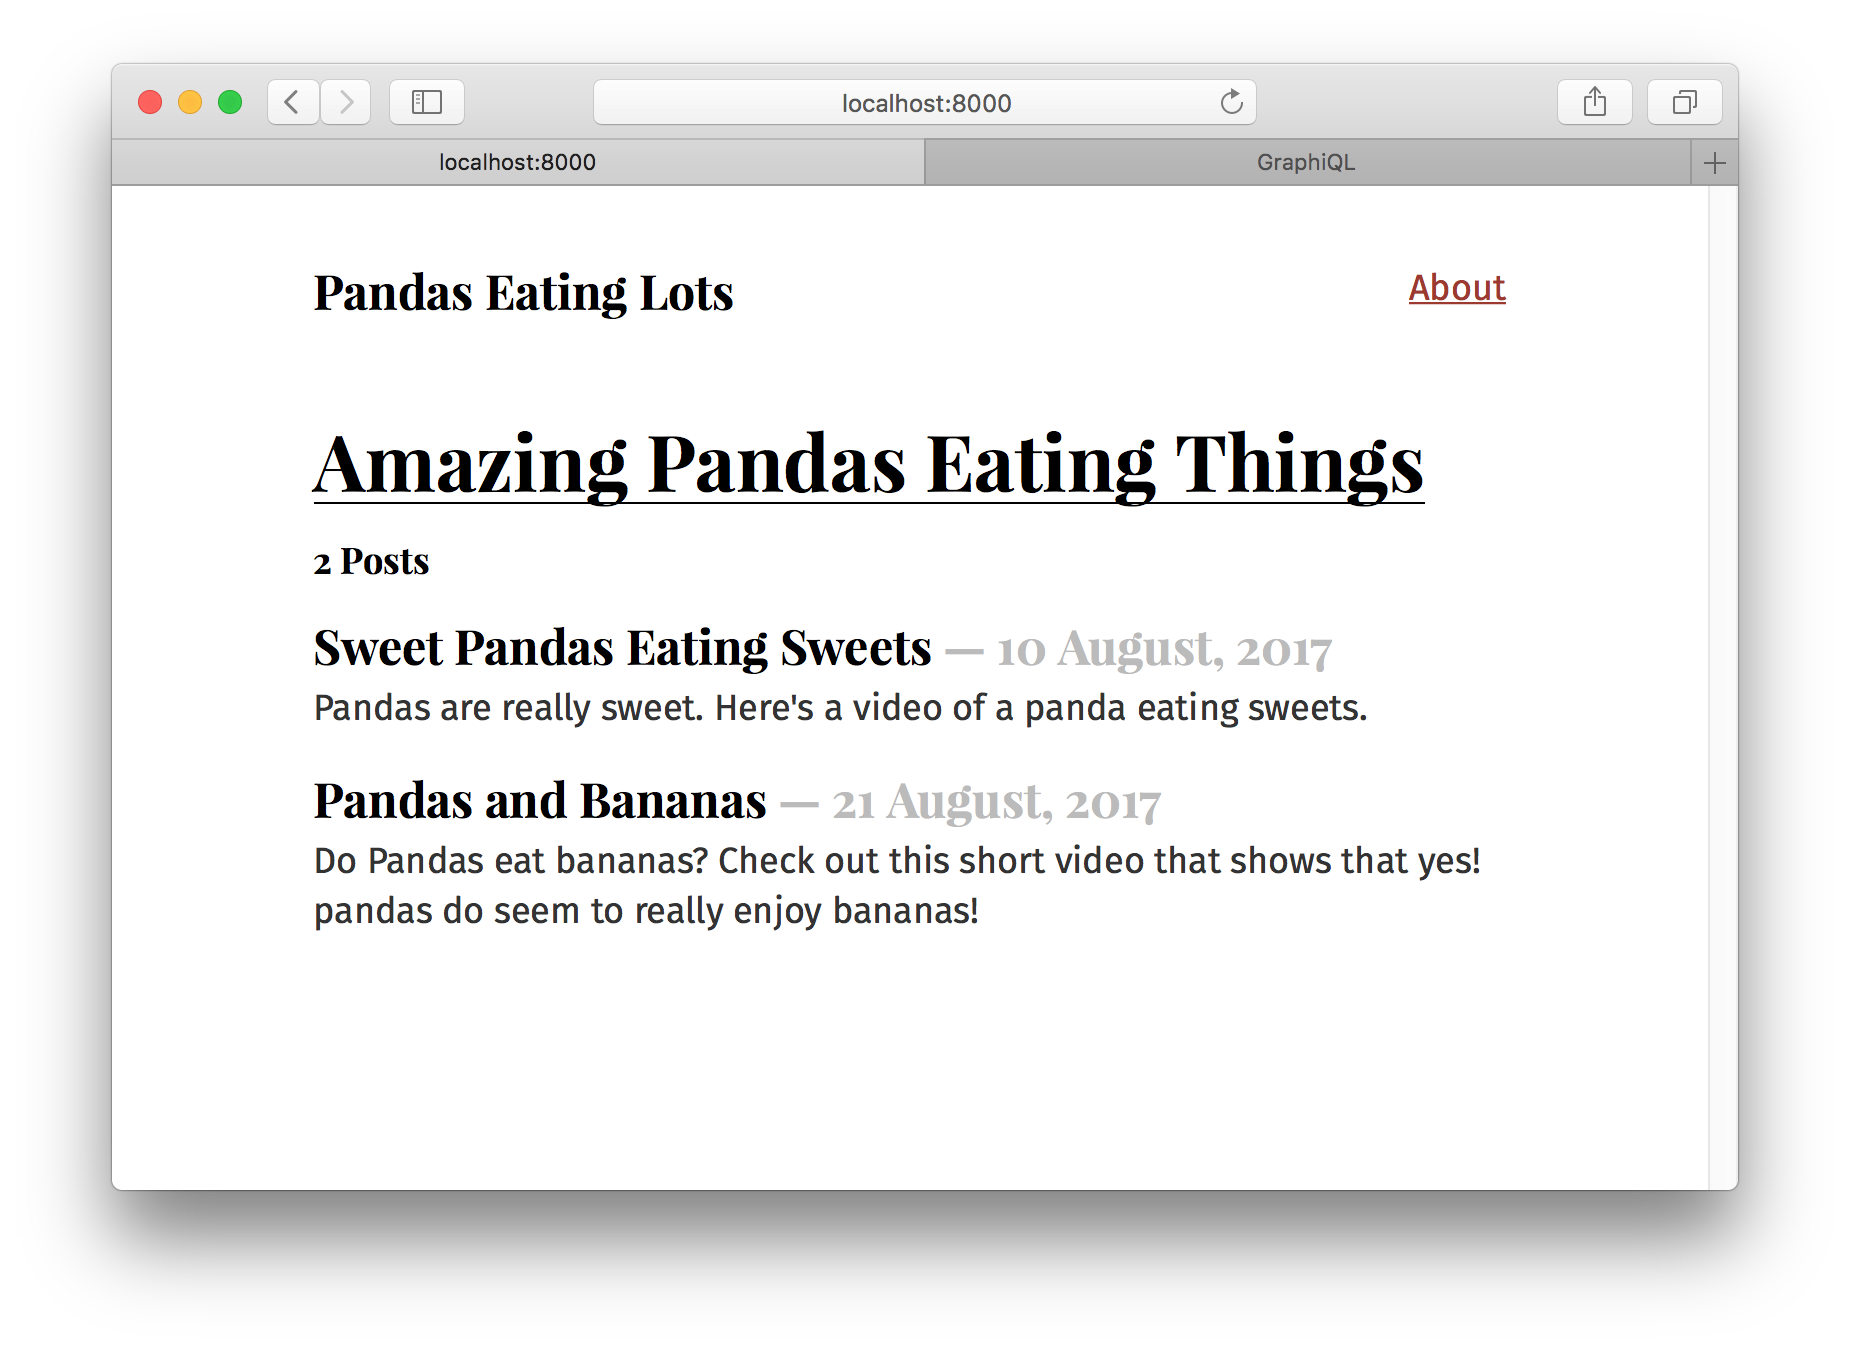 localhost:8000
localhost:8000
GraphiQL
Pandas Eating Lots
About
Amazing Pandas Eating Things
2 Posts
Sweet Pandas Eating Sweets — 10 August, 2017
Pandas are really sweet. Here's a video of a panda eating sweets.
Pandas and Bananas — 21 August, 2017
Do Pandas eat bananas? Check out this short video that shows that yes!
pandas do seem to really enjoy bananas!